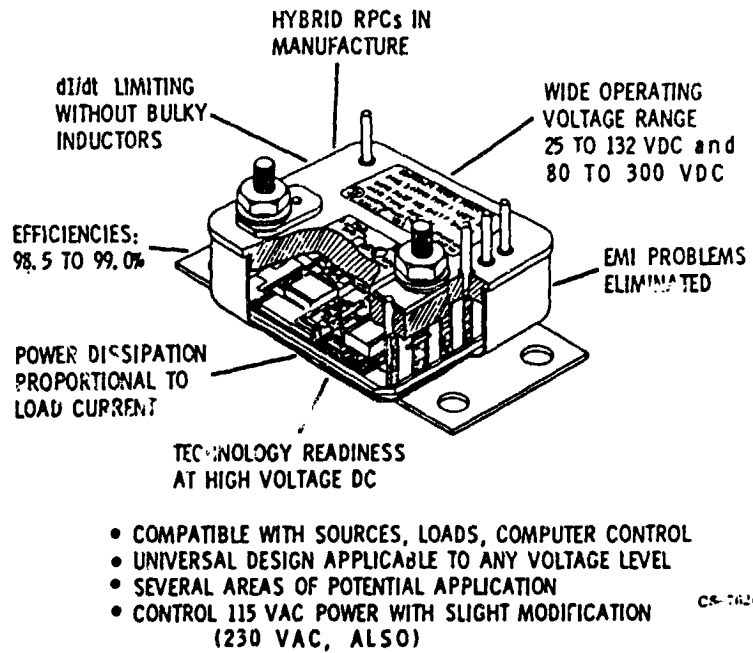 HYBRID RPCs IN
MANUFACTURE
dI/dt LIMITING
WITHOUT BULKY
INDUCTORS
WIDE OPERATING
VOLTAGE RANGE
25 TO 132 VDC and
80 TO 300 VDC
EFFICIENCIES:
98.5 TO 99.0%
EMI PROBLEMS
ELIMINATED
POWER DISSIPATION
PROPORTIONAL TO
LOAD CURRENT
TECHNOLOGY READINESS
AT HIGH VOLTAGE DC
• COMPATIBLE WITH SOURCES, LOADS, COMPUTER CONTROL
• UNIVERSAL DESIGN APPLICABLE TO ANY VOLTAGE LEVEL
• SEVERAL AREAS OF POTENTIAL APPLICATION
• CONTROL 115 VAC POWER WITH SLIGHT MODIFICATION
(230 VAC, ALSO)